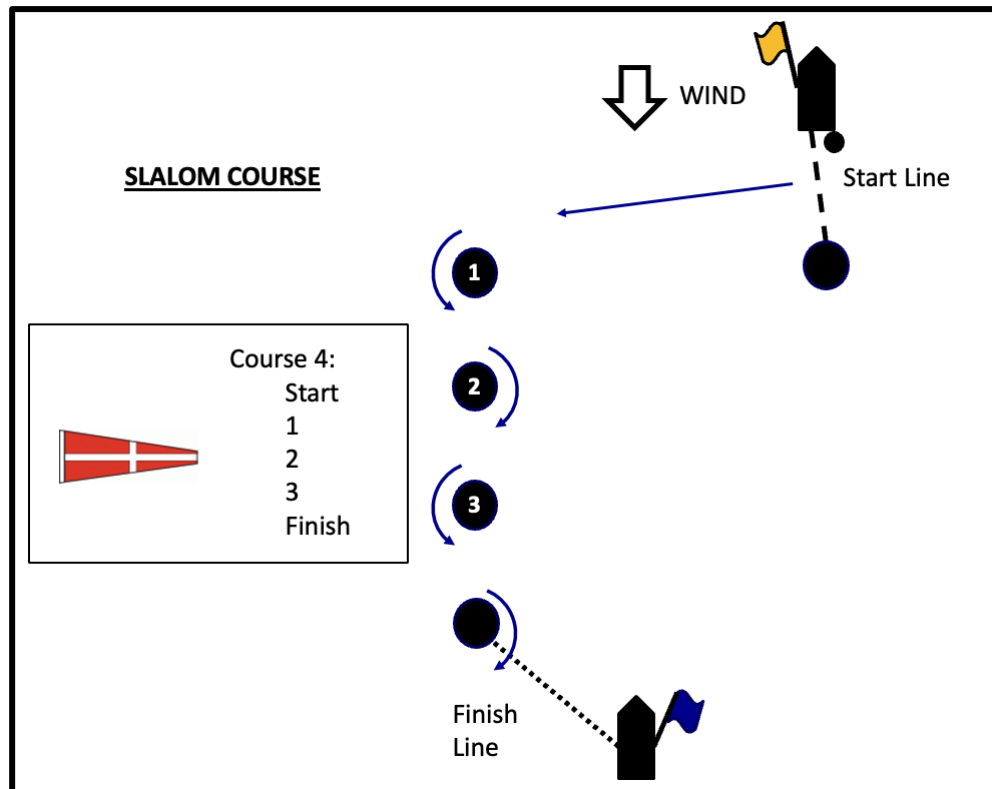 WIND
SLALOM COURSE
Start Line
1
2
3
Course 4:
Start
1
2
3
Finish
Finish
Line